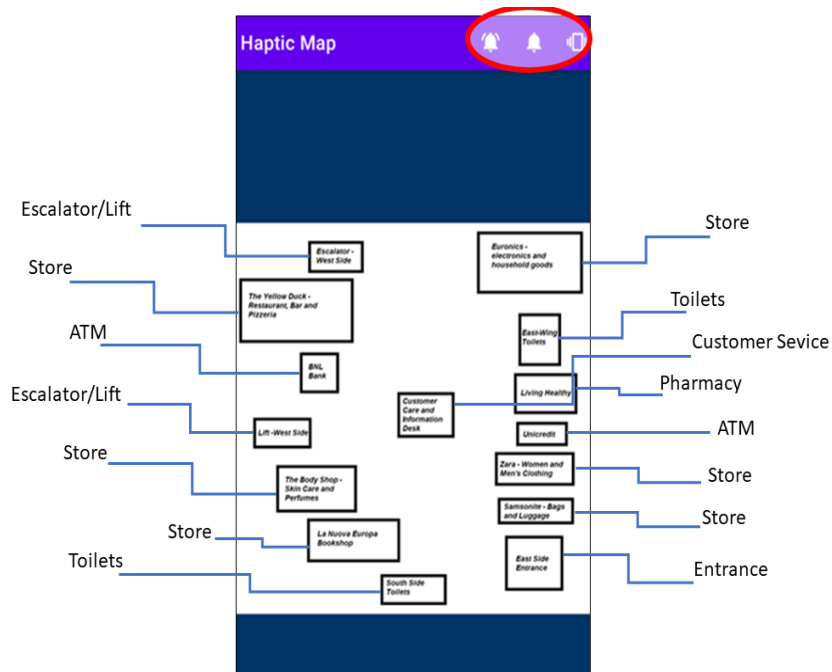 Haptic Map
Escalator/Lift
Store
ATM
Escalator/Lift
Store
Store
Toilets
Escalator -
West Side
The Yellow Duck -
Restaurant, Bar and
Pizzeria
BNL
Bank
Lift -West Side
The Body Shop -
Skin Care and
Perfumes
La Nuova Europa
Bookshop
South Side
Toilets
Customer
Care and
Information
Desk
Euronics -
electronics and
household goods
East-Wing
Toilets
Living Healthy
Unicredit
Zara - Women and
Men's Clothing
Samsonite - Bags
and Luggage
East Side
Entrance
Store
Toilets
Customer Sevice
Pharmacy
ATM
Store
Store
Entrance